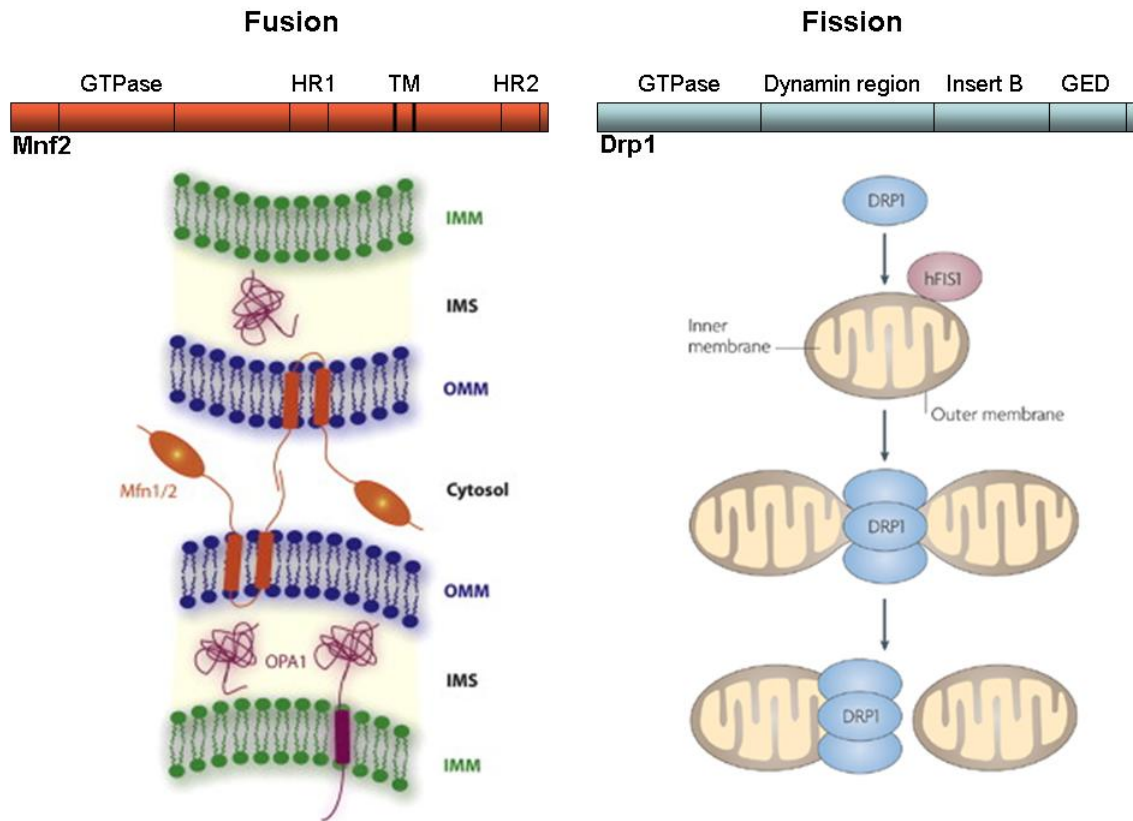 Fusion
GTPase HR1 TM HR2
Mnf2
IMM
IMS
OMM
Mfn1/2
Cytosol
OMM
OPA1
IMS
IMM
Fission
GTPase Dynamin region Insert B GED
Drp1
DRP1
hFIS1
Inner
membrane
Outer membrane
DRP1
DRP1